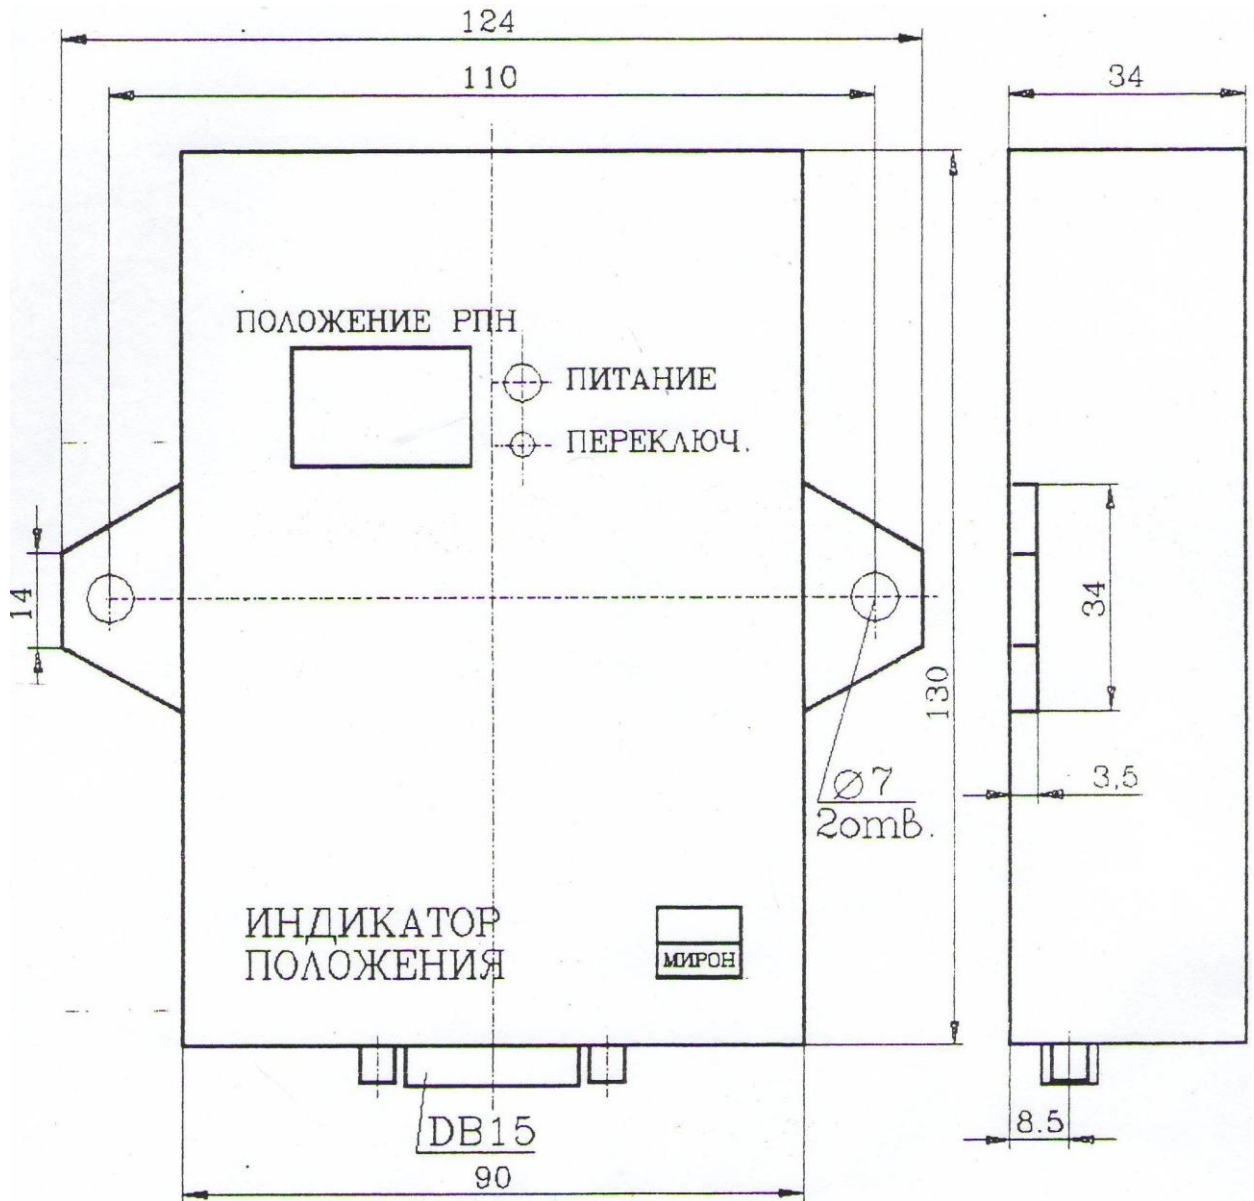 124
110
34
ПОЛОЖЕНИЕ РПН
ПИТАНИЕ
ПЕРЕКЛЮЧ.
14
34
130
3,5
Ø7
2отв.
ИНДИКАТОР
ПОЛОЖЕНИЯ
МИРОН
8.5
DB15
90